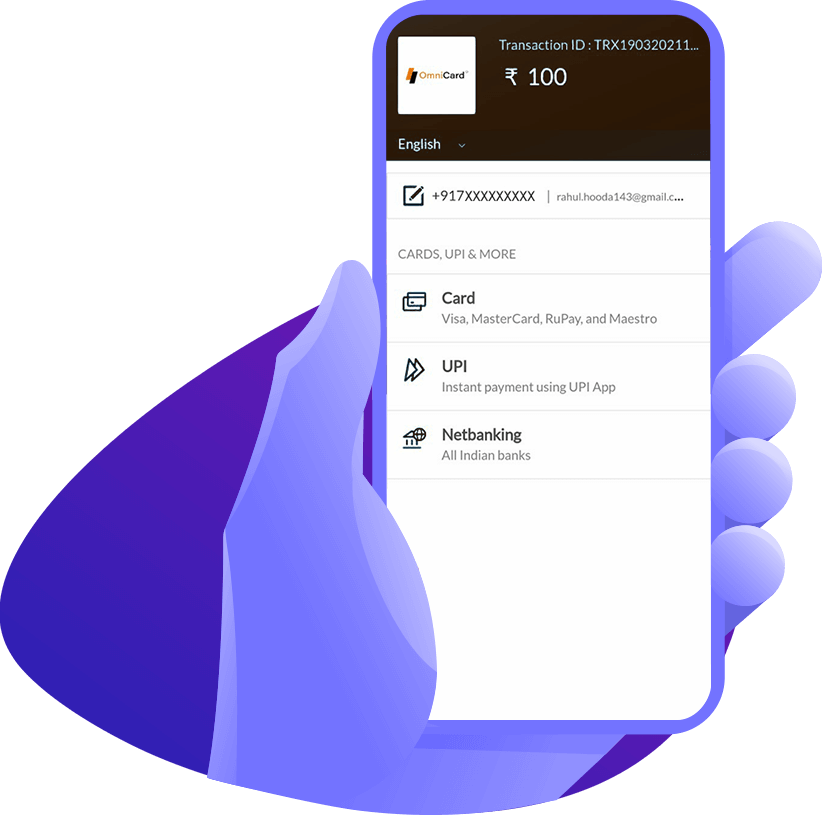 OmniCard
Transaction ID : TRX190320211...
₹ 100
English
+917XXXXXXXXX | rahul.hooda143@gmail.c...
CARDS, UPI & MORE
Card
Visa, MasterCard, RuPay, and Maestro
UPI
Instant payment using UPI App
Netbanking
All Indian banks